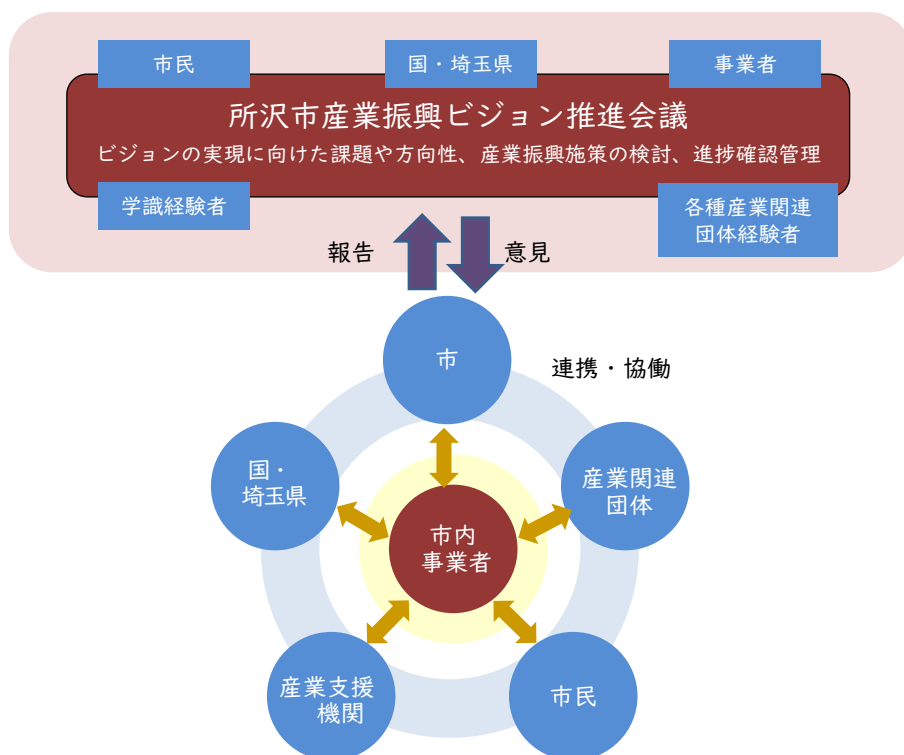 市民
国・埼玉県
事業者
所沢市産業振興ビジョン推進会議
ビジョンの実現に向けた課題や方向性、産業振興施策の検討、進捗確認管理
学識経験者
各種産業関連
団体経験者
報告
意見
市
連携・協働
国・
埼玉県
産業関連
団体
市内
事業者
産業支援
機関
市民